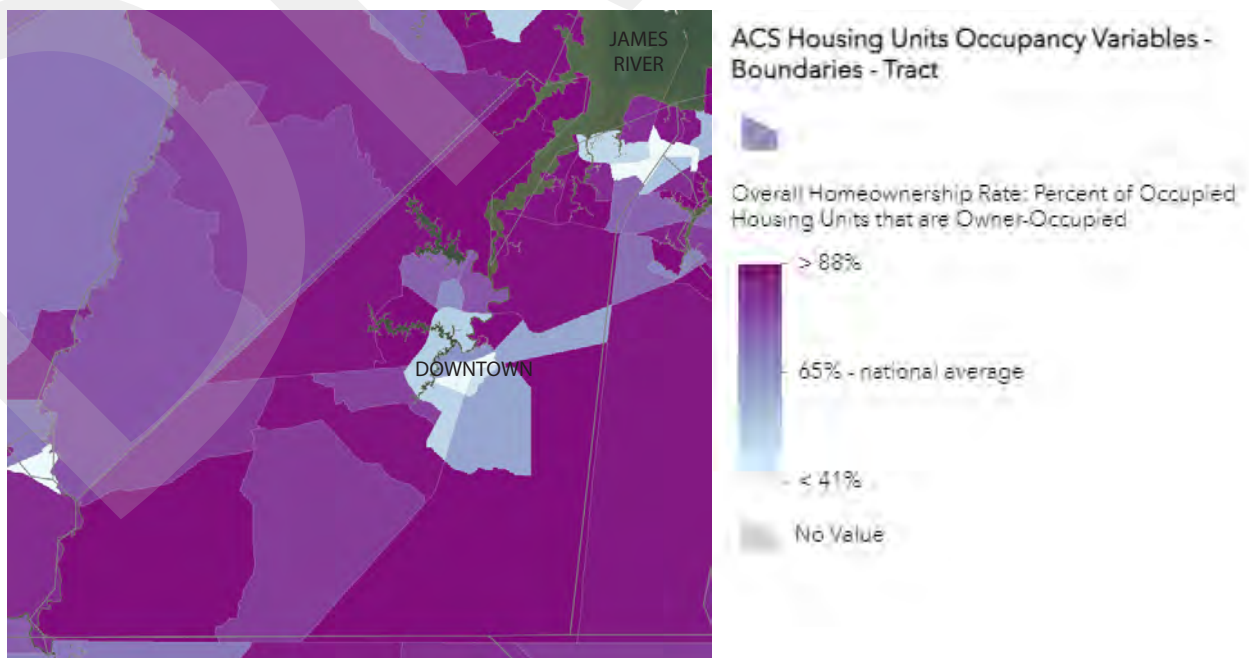 JAMES
RIVER
DOWNTOWN
ACS Housing Units Occupancy Variables -
Boundaries - Tract
Overall Homeownership Rate: Percent of Occupied
Housing Units that are Owner-Occupied
> 88%
65% - national average
< 41%
No Value